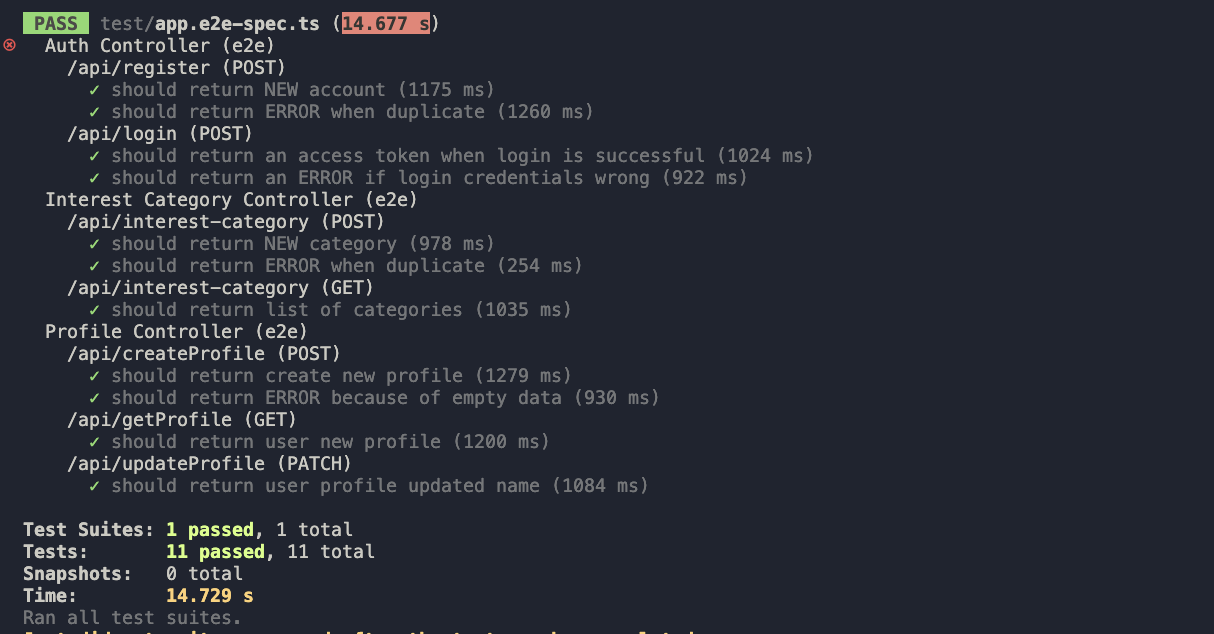 PASS test/app.e2e-spec.ts (14.677 s)
Auth Controller (e2e)
/api/register (POST)
✓ should return NEW account (1175 ms)
✓ should return ERROR when duplicate (1260 ms)
/api/login (POST)
✓ should return an access token when login is successful (1024 ms)
✓ should return an ERROR if login credentials wrong (922 ms)
Interest Category Controller (e2e)
/api/interest-category (POST)
✓ should return NEW category (978 ms)
✓ should return ERROR when duplicate (254 ms)
/api/interest-category (GET)
✓ should return list of categories (1035 ms)
Profile Controller (e2e)
/api/createProfile (POST)
✓ should return create new profile (1279 ms)
✓ should return ERROR because of empty data (930 ms)
/api/getProfile (GET)
✓ should return user new profile (1200 ms)
/api/updateProfile (PATCH)
✓ should return user profile updated name (1084 ms)
Test Suites: 1 passed, 1 total
Tests: 11 passed, 11 total
Snapshots: 0 total
Time: 14.729 s
Ran all test suites.